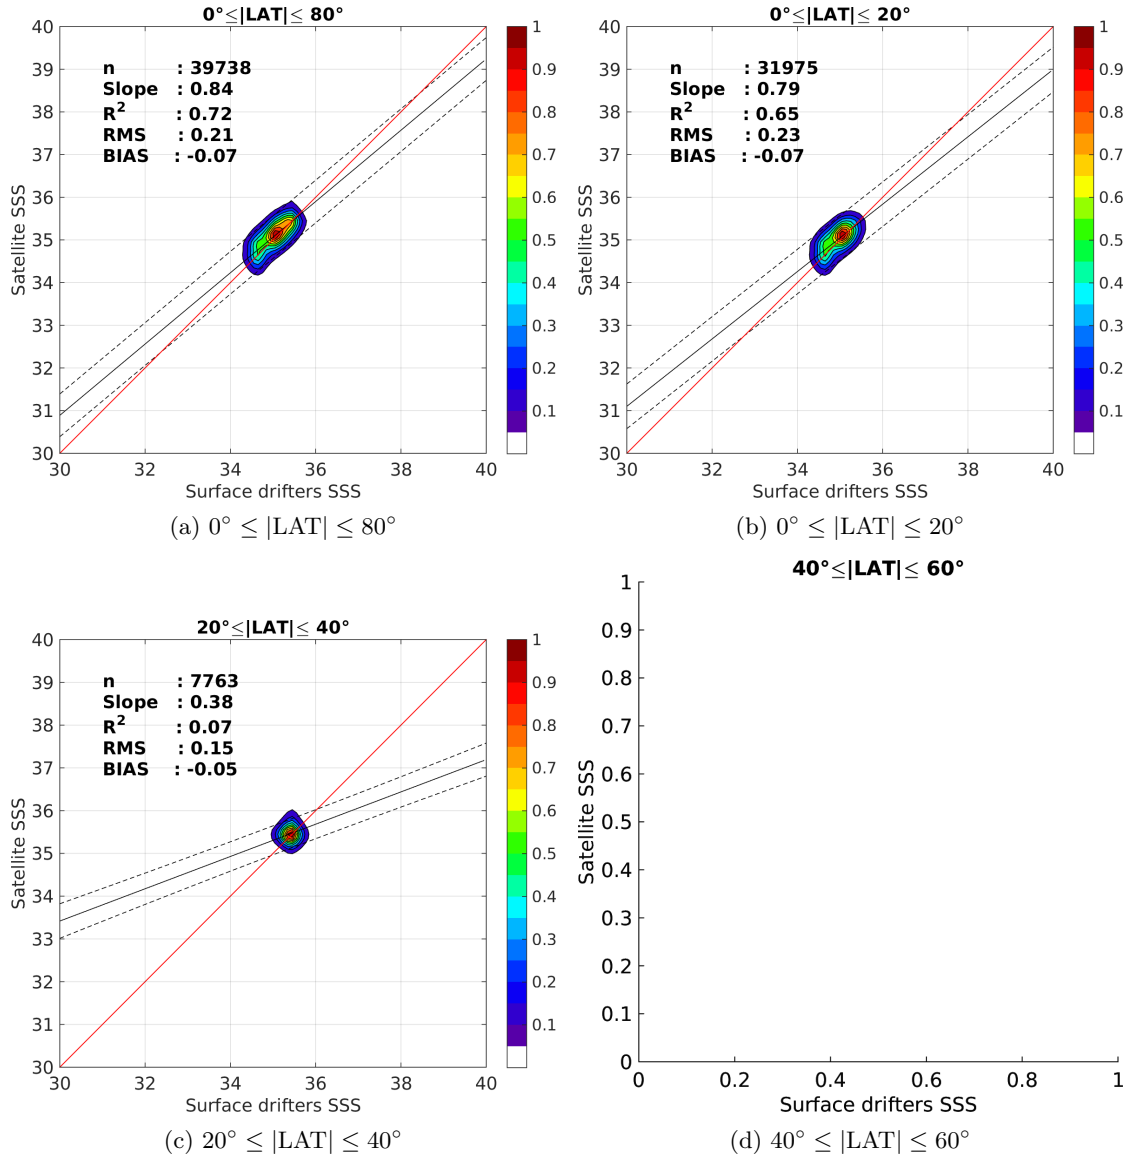 0°≤|LAT|≤ 80°
40
39
38
37
36
35
34
33
32
31
30
n : 39738
Slope : 0.84
R² : 0.72
RMS : 0.21
BIAS : -0.07
Satellite SSS
30 32 34 36 38 40
Surface drifters SSS
1
0.9
0.8
0.7
0.6
0.5
0.4
0.3
0.2
0.1
(a) 0° ≤ |LAT| ≤ 80°
0°≤|LAT|≤ 20°
40
39
38
37
36
35
34
33
32
31
30
n : 31975
Slope : 0.79
R² : 0.65
RMS : 0.23
BIAS : -0.07
Satellite SSS
30 32 34 36 38 40
Surface drifters SSS
1
0.9
0.8
0.7
0.6
0.5
0.4
0.3
0.2
0.1
(b) 0° ≤ |LAT| ≤ 20°
20°≤|LAT|≤ 40°
40
39
38
37
36
35
34
33
32
31
30
n : 7763
Slope : 0.38
R² : 0.07
RMS : 0.15
BIAS : -0.05
Satellite SSS
30 32 34 36 38 40
Surface drifters SSS
1
0.9
0.8
0.7
0.6
0.5
0.4
0.3
0.2
0.1
(c) 20° ≤ |LAT| ≤ 40°
40°≤|LAT|≤ 60°
1
0.9
0.8
0.7
0.6
0.5
0.4
0.3
0.2
0.1
0
Satellite SSS
0 0.2 0.4 0.6 0.8 1
Surface drifters SSS
(d) 40° ≤ |LAT| ≤ 60°